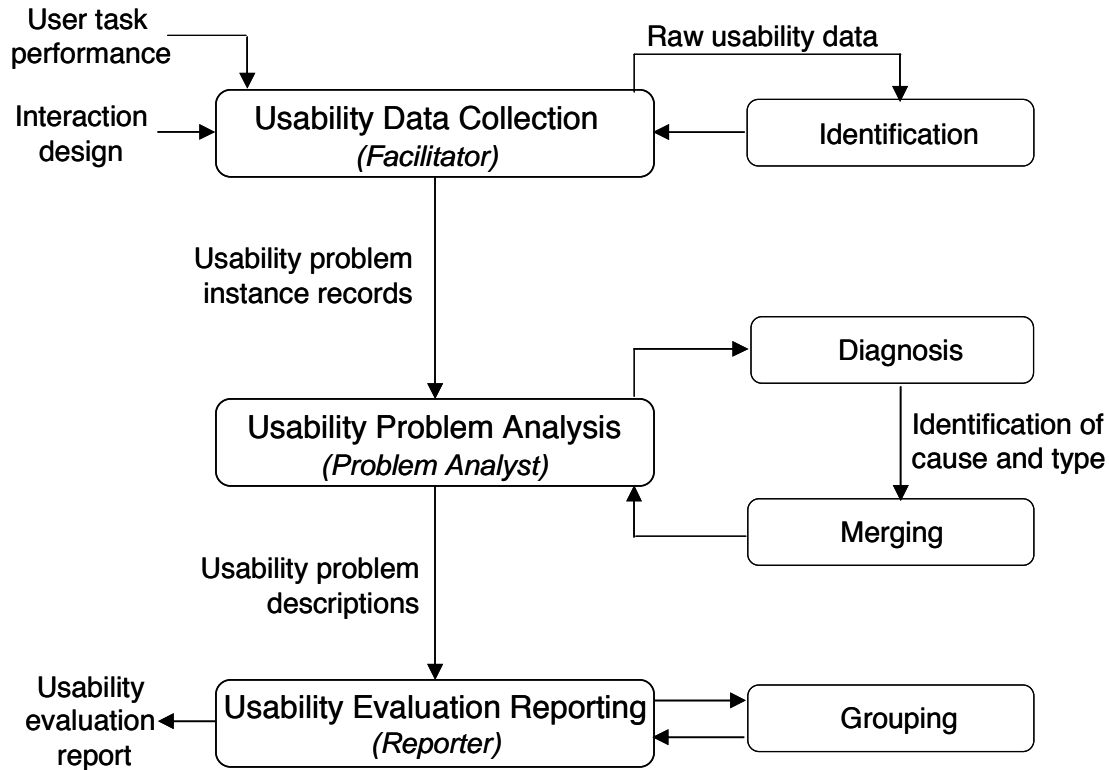 User task
performance
Raw usability data
Interaction
design
Usability Data Collection
(Facilitator)
Identification
Usability problem
instance records
Diagnosis
Usability Problem Analysis
(Problem Analyst)
Identification of
cause and type
Merging
Usability problem
descriptions
Usability
evaluation
report
Usability Evaluation Reporting
(Reporter)
Grouping